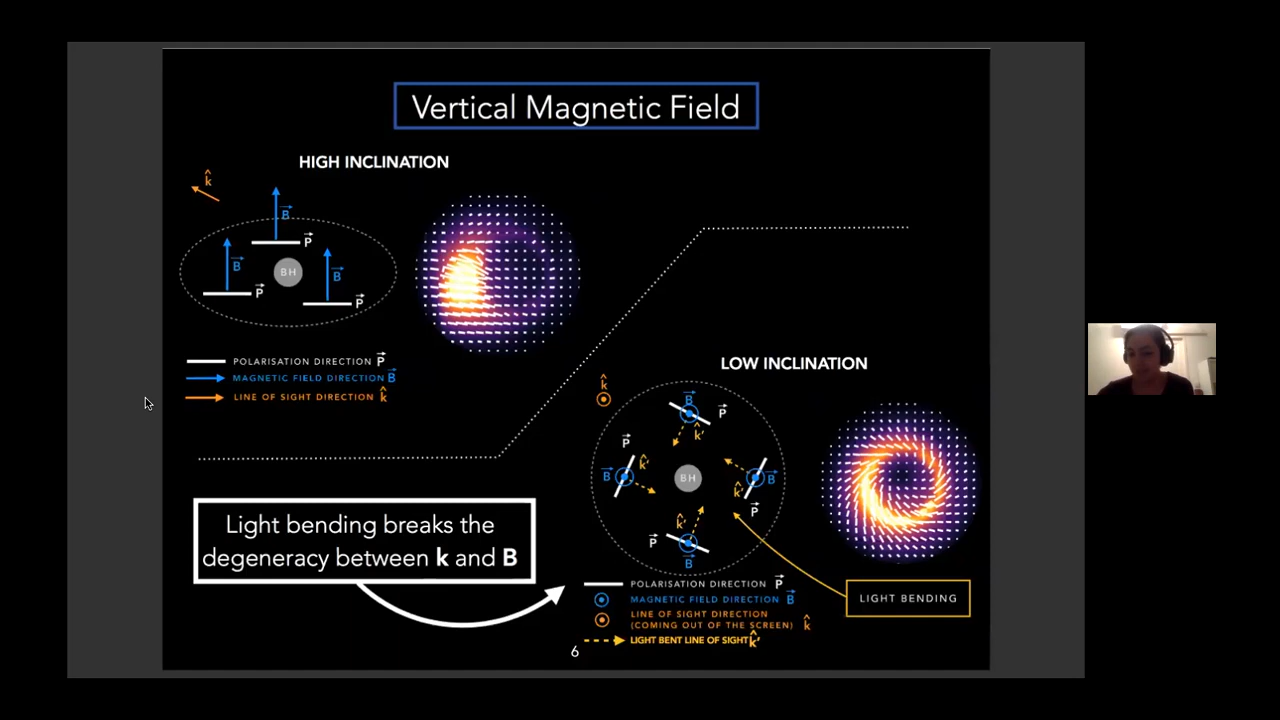 Vertical Magnetic Field
HIGH INCLINATION
k̂
B⃗
P⃗
B⃗
B⃗
BH
P⃗
P⃗
POLARISATION DIRECTION P⃗
MAGNETIC FIELD DIRECTION B⃗
LINE OF SIGHT DIRECTION k̂
LOW INCLINATION
k̂
B⃗
P⃗
k̂'
P⃗
k̂'
B⃗
BH
B⃗
k̂'
P⃗
k̂'
P⃗
B⃗
Light bending breaks the
degeneracy between k and B
POLARISATION DIRECTION P⃗
MAGNETIC FIELD DIRECTION B⃗
LINE OF SIGHT DIRECTION
(COMING OUT OF THE SCREEN) k̂
LIGHT BENT LINE OF SIGHT k̂'
LIGHT BENDING
6